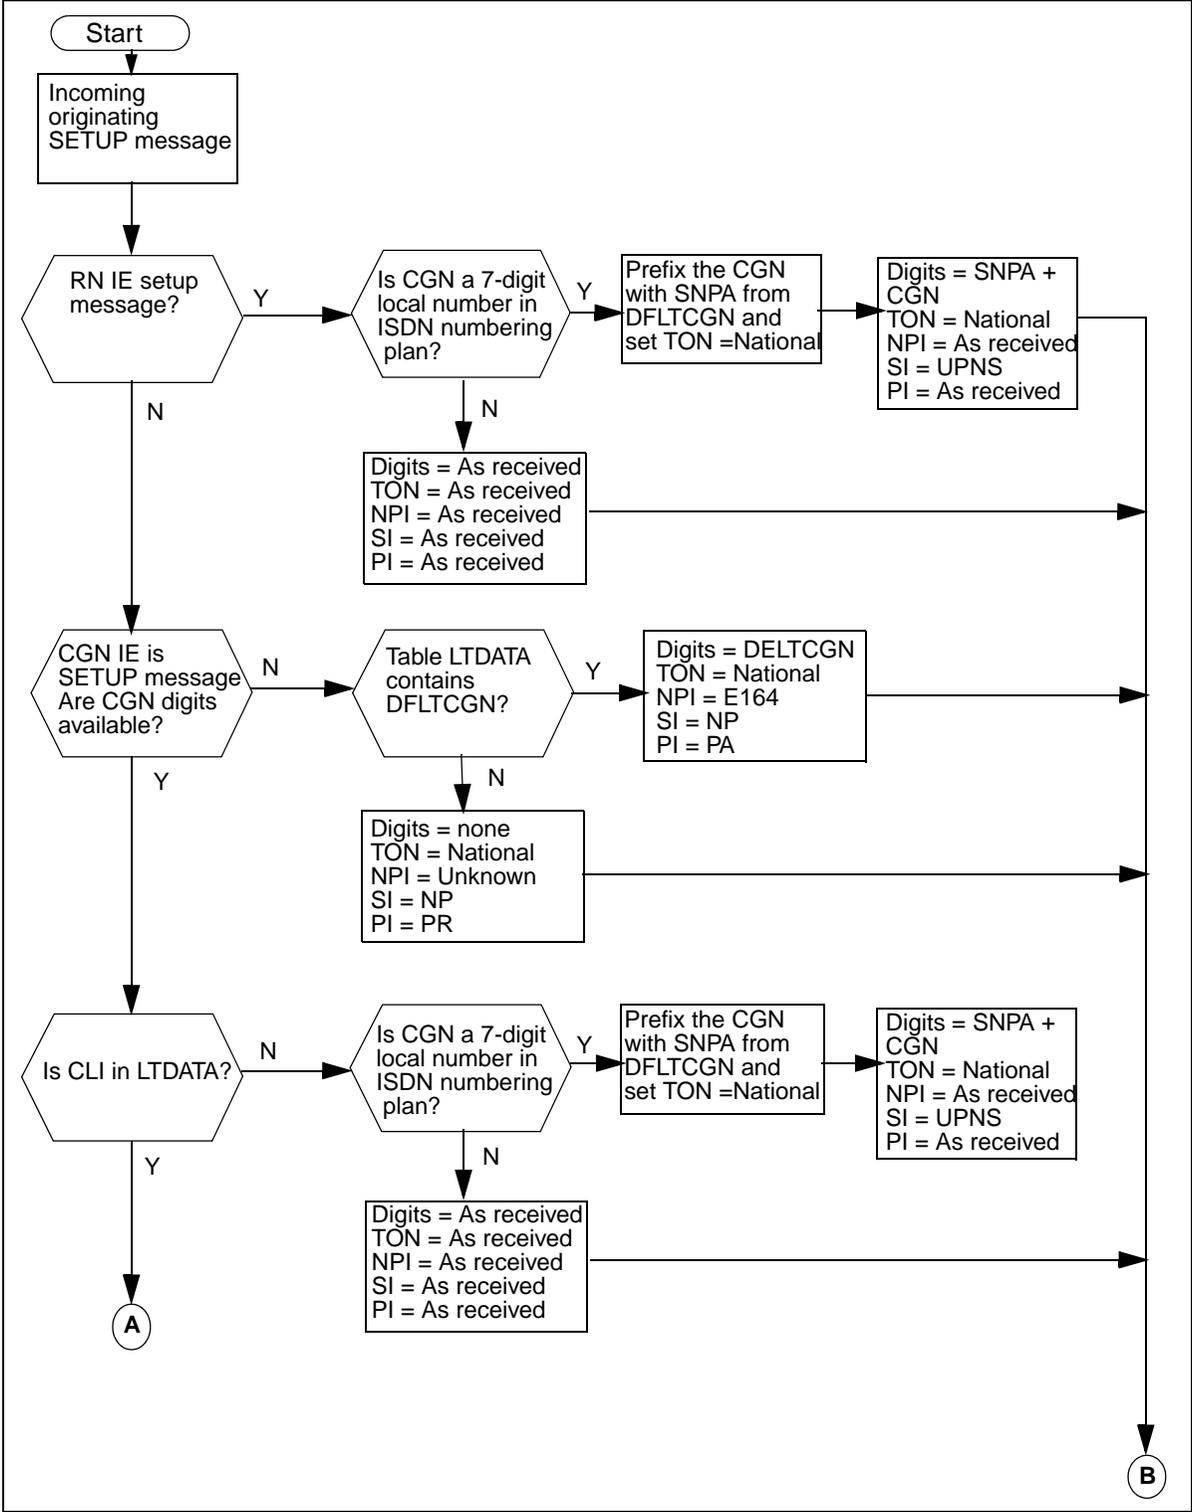 Start
Incoming
originating
SETUP message
RN IE setup
message?
Y
Is CGN a 7-digit
local number in
ISDN numbering
plan?
Y
Prefix the CGN
with SNPA from
DFLTCGN and
set TON =National
Digits = SNPA +
CGN
TON = National
NPI = As received
SI = UPNS
PI = As received
N
N
Digits = As received
TON = As received
NPI = As received
SI = As received
PI = As received
CGN IE is
SETUP message
Are CGN digits
available?
N
Table LTDATA
contains
DFLTCGN?
Y
Digits = DELTCGN
TON = National
NPI = E164
SI = NP
PI = PA
Y
N
Digits = none
TON = National
NPI = Unknown
SI = NP
PI = PR
Is CLI in LTDATA?
N
Is CGN a 7-digit
local number in
ISDN numbering
plan?
Y
Prefix the CGN
with SNPA from
DFLTCGN and
set TON =National
Digits = SNPA +
CGN
TON = National
NPI = As received
SI = UPNS
PI = As received
Y
N
Digits = As received
TON = As received
NPI = As received
SI = As received
PI = As received
A
B